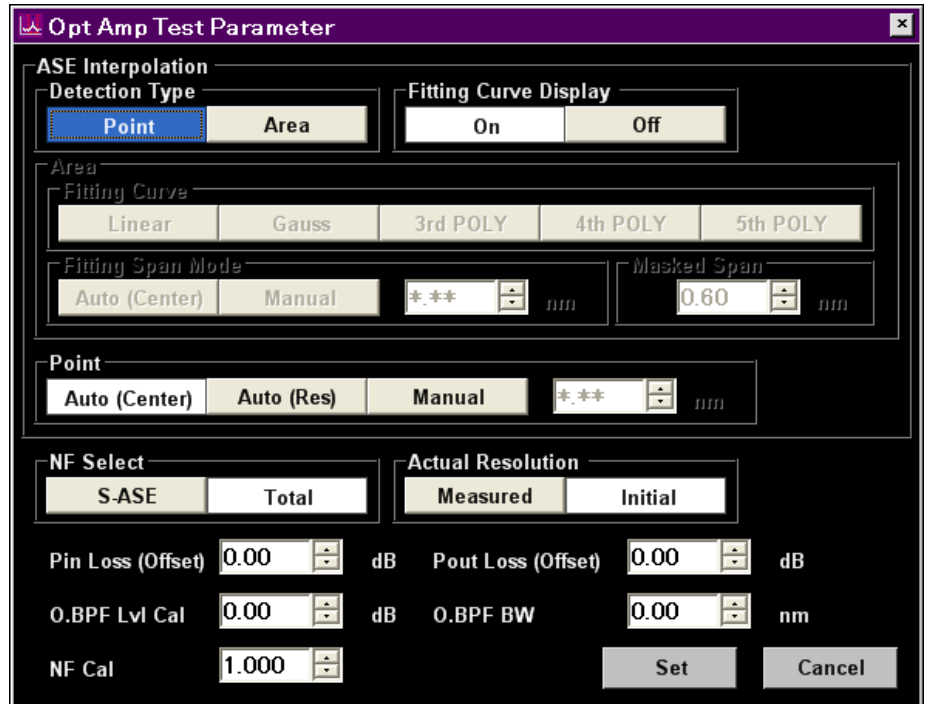 Opt Amp Test Parameter
ASE Interpolation
Detection Type
Point Area
Fitting Curve Display
On Off
Area
Fitting Curve
Linear Gauss 3rd POLY 4th POLY 5th POLY
Fitting Span Mode
Auto (Center) Manual *.** nm
Masked Span
0.60 nm
Point
Auto (Center) Auto (Res) Manual *.** nm
NF Select
S-ASE Total
Actual Resolution
Measured Initial
Pin Loss (Offset) 0.00 dB Pout Loss (Offset) 0.00 dB
O.BPF Lvl Cal 0.00 dB O.BPF BW 0.00 nm
NF Cal 1.000 Set Cancel